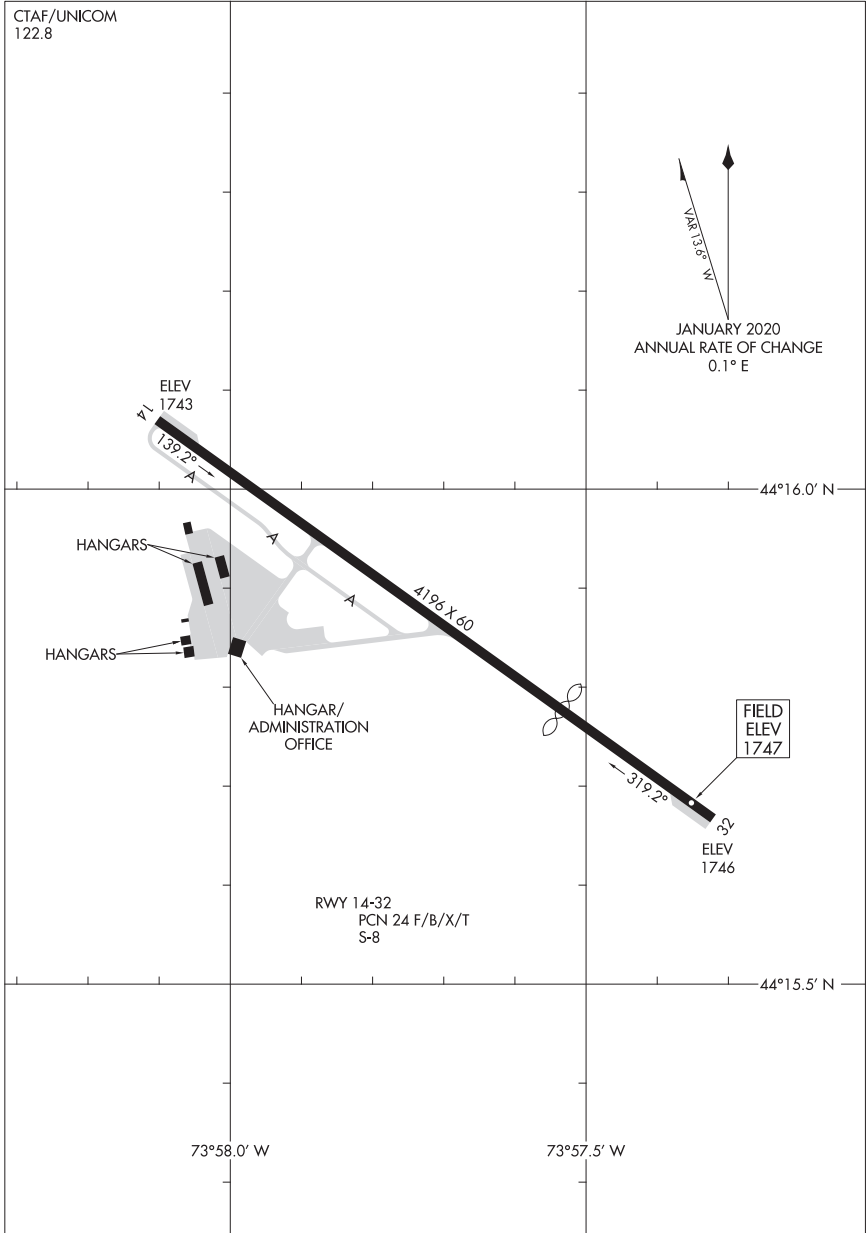 CTAF/UNICOM
122.8
VAR 13.6° W
JANUARY 2020
ANNUAL RATE OF CHANGE
0.1° E
ELEV
1743
14
139.2°
A
44°16.0' N
A
HANGARS
A
4196 X 60
HANGARS
HANGAR/
ADMINISTRATION
OFFICE
FIELD
ELEV
1747
319.2°
32
ELEV
1746
RWY 14-32
PCN 24 F/B/X/T
S-8
44°15.5' N
73°58.0' W
73°57.5' W